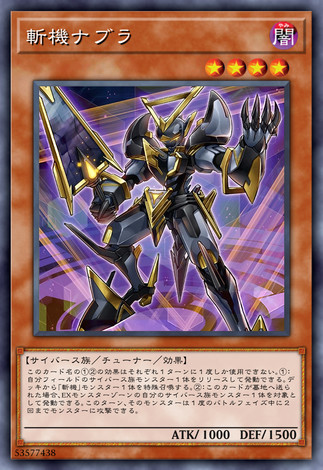 斬機ナブラ
闇
やみ
【サイバース族／チューナー／効果】
このカード名の①②の効果はそれぞれ１ターンに１度しか使用できない。①：
自分フィールドのサイバース族モンスター１体をリリースして発動できる。デ
ッキから「斬機」モンスター１体を特殊召喚する。②：このカードが墓地へ送ら
れた場合、EXモンスターゾーンの自分のサイバース族モンスター１体を対象と
して発動できる。このターン、そのモンスターは１度のバトルフェイズ中に２
回までモンスターに攻撃できる。
ATK/ 1000 DEF/1500
53577438